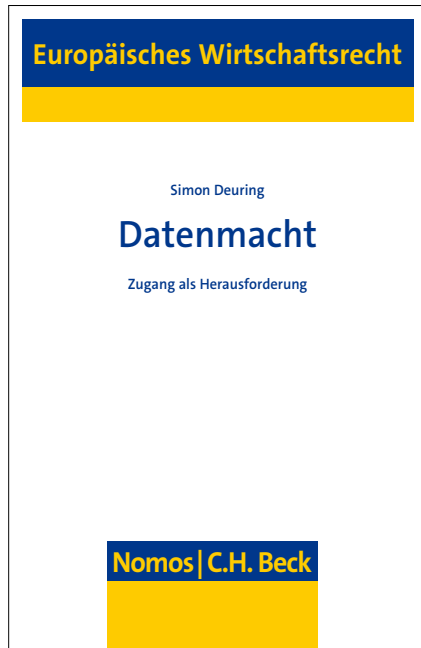 Europäisches Wirtschaftsrecht
Simon Deuring
Datenmacht
Zugang als Herausforderung
Nomos | C.H. Beck